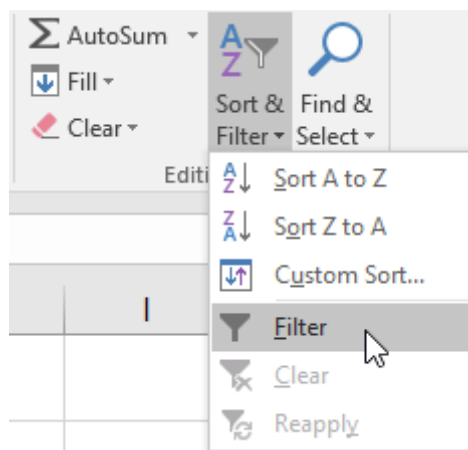 AutoSum
Fill
Clear
Sort &
Filter
Find &
Select
Editi
Sort A to Z
Sort Z to A
Custom Sort...
Filter
Clear
Reapply
I